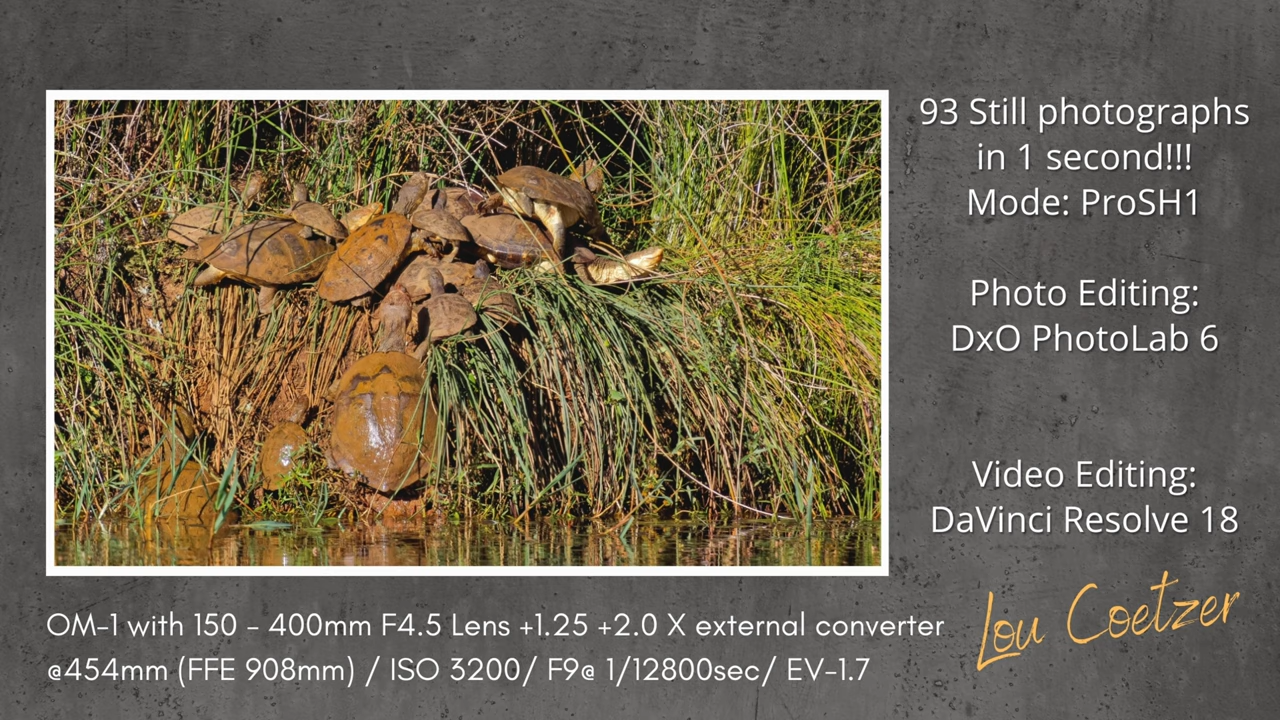 93 Still photographs
in 1 second!!!
Mode: ProSH1
Photo Editing:
DxO PhotoLab 6
Video Editing:
DaVinci Resolve 18
Lou Coetzer
OM-1 with 150 - 400mm F4.5 Lens +1.25 +2.0 X external converter
@454mm (FFE 908mm) / ISO 3200/ F9@ 1/12800sec/ EV-1.7